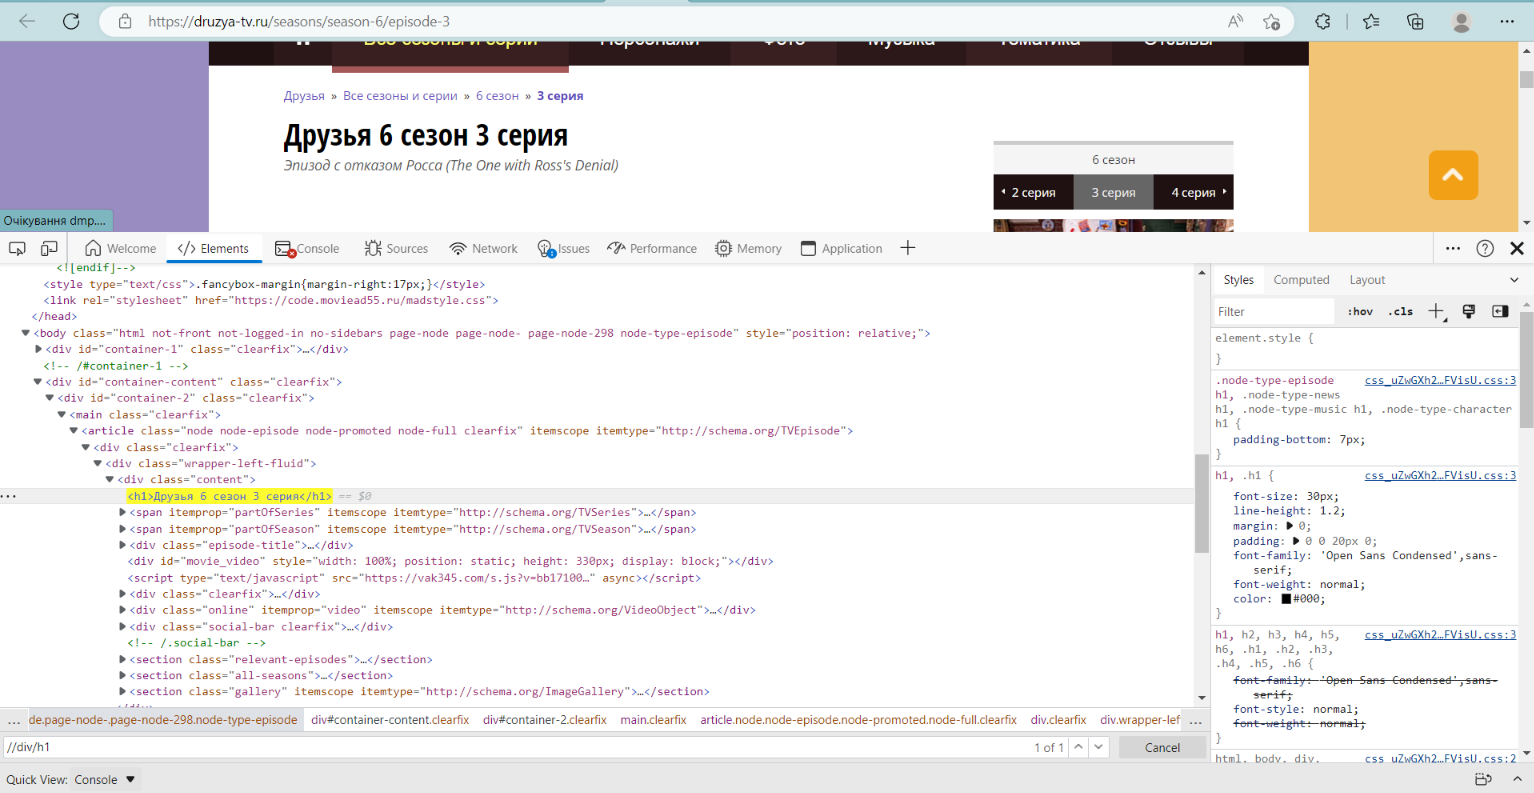 https://druzya-tv.ru/seasons/season-6/episode-3
Все сезоны и серии Персонажи Фото Музыка Тематика Отзывы
Друзья » Все сезоны и серии » 6 сезон » 3 серия
Друзья 6 сезон 3 серия
Эпизод с отказом Росса (The One with Ross's Denial)
6 сезон
2 серия 3 серия 4 серия
Очікування dmp....
Welcome Elements Console Sources Network Issues Performance Memory Application
<![endif]-->
<style type="text/css">.fancybox-margin{margin-right:17px;}</style>
<link rel="stylesheet" href="https://code.moviead55.ru/madstyle.css">
</head>
<body class="html not-front not-logged-in no-sidebars page-node page-node- page-node-298 node-type-episode" style="position: relative;">
<div id="container-1" class="clearfix">…</div>
<!-- /#container-1 -->
<div id="container-content" class="clearfix">
<div id="container-2" class="clearfix">
<main class="clearfix">
<article class="node node-episode node-promoted node-full clearfix" itemscope itemtype="http://schema.org/TVEpisode">
<div class="clearfix">
<div class="wrapper-left-fluid">
<div class="content">
<h1>Друзья 6 сезон 3 серия</h1> == $0
<span itemprop="partOfSeries" itemscope itemtype="http://schema.org/TVSeries">…</span>
<span itemprop="partOfSeason" itemscope itemtype="http://schema.org/TVSeason">…</span>
<div class="episode-title">…</div>
<div id="movie_video" style="width: 100%; position: static; height: 330px; display: block;"></div>
<script type="text/javascript" src="https://vak345.com/s.js?v=bb17100…" async></script>
<div class="clearfix">…</div>
<div class="online" itemprop="video" itemscope itemtype="http://schema.org/VideoObject">…</div>
<div class="social-bar clearfix">…</div>
<!-- /.social-bar -->
<section class="relevant-episodes">…</section>
<section class="all-seasons">…</section>
<section class="gallery" itemscope itemtype="http://schema.org/ImageGallery">…</section>
</div>
... de.page-node-.page-node-298.node-type-episode div#container-content.clearfix div#container-2.clearfix main.clearfix article.node.node-episode.node-promoted.node-full.clearfix div.clearfix div.wrapper-left ...
//div/h1 1 of 1 Cancel
Quick View: Console
Styles Computed Layout
Filter :hov .cls
element.style {
}
.node-type-episode css_uZwGXh2…FVisU.css:3
h1, .node-type-news
h1, .node-type-music h1, .node-type-character
h1 {
padding-bottom: 7px;
}
h1, .h1 { css_uZwGXh2…FVisU.css:3
font-size: 30px;
line-height: 1.2;
margin: 0;
padding: 0 0 20px 0;
font-family: 'Open Sans Condensed',sans-
serif;
font-weight: normal;
color: #000;
}
h1, h2, h3, h4, h5, css_uZwGXh2…FVisU.css:3
h6, .h1, .h2, .h3,
.h4, .h5, .h6 {
font-family: 'Open Sans Condensed',sans-
serif;
font-style: normal;
font-weight: normal;
}
html, body, div, css_uZwGXh2…FVisU.css:2